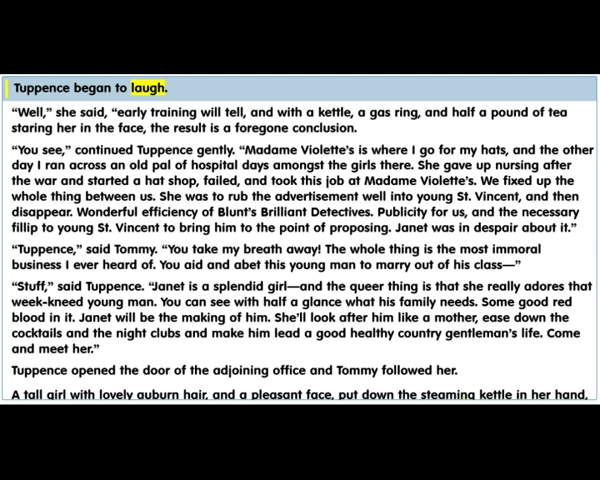 Tuppence began to laugh.
“Well,” she said, “early training will tell, and with a kettle, a gas ring, and half a pound of tea
staring her in the face, the result is a foregone conclusion.
“You see,” continued Tuppence gently. “Madame Violette’s is where I go for my hats, and the other
day I ran across an old pal of hospital days amongst the girls there. She gave up nursing after
the war and started a hat shop, failed, and took this job at Madame Violette’s. We fixed up the
whole thing between us. She was to rub the advertisement well into young St. Vincent, and then
disappear. Wonderful efficiency of Blunt’s Brilliant Detectives. Publicity for us, and the necessary
fillip to young St. Vincent to bring him to the point of proposing. Janet was in despair about it.”
“Tuppence,” said Tommy. “You take my breath away! The whole thing is the most immoral
business I ever heard of. You aid and abet this young man to marry out of his class—”
“Stuff,” said Tuppence. “Janet is a splendid girl—and the queer thing is that she really adores that
week-kneed young man. You can see with half a glance what his family needs. Some good red
blood in it. Janet will be the making of him. She’ll look after him like a mother, ease down the
cocktails and the night clubs and make him lead a good healthy country gentleman’s life. Come
and meet her.”
Tuppence opened the door of the adjoining office and Tommy followed her.
A tall girl with lovely auburn hair, and a pleasant face, put down the steaming kettle in her hand,